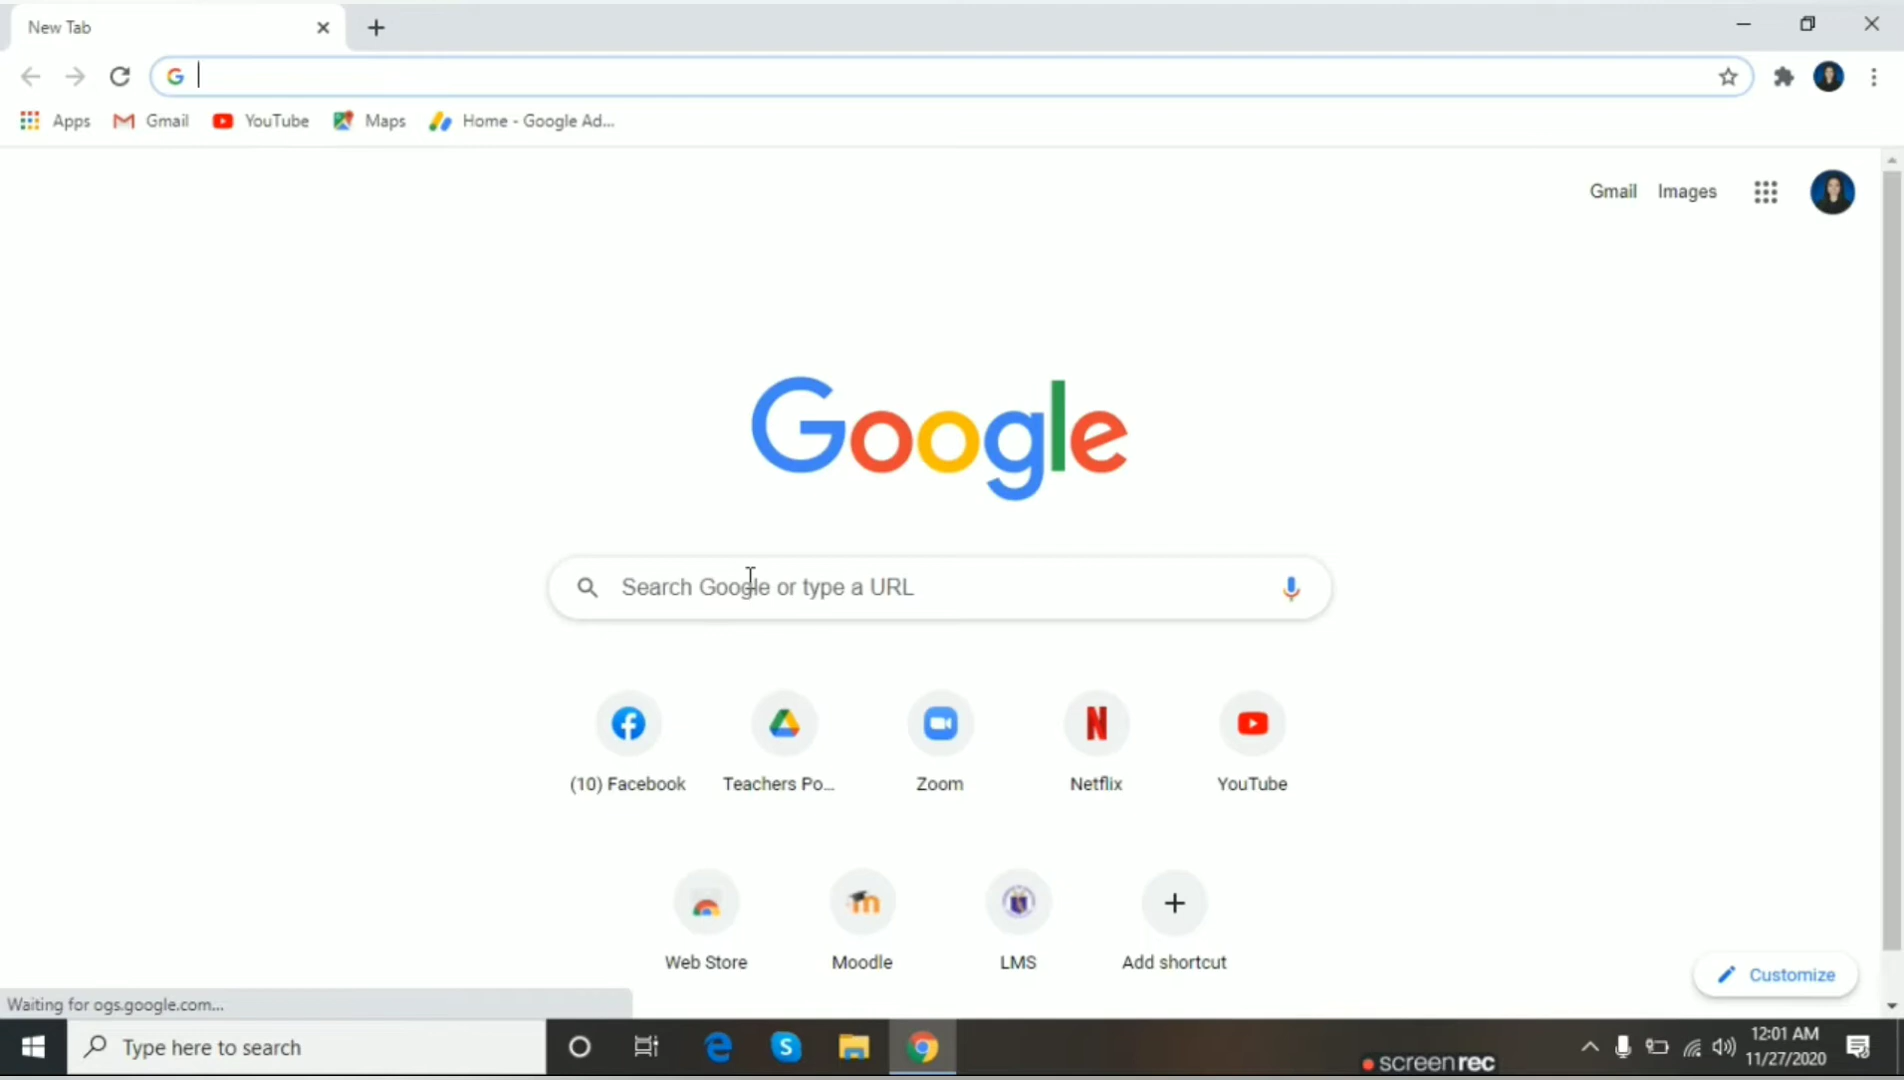 New Tab
Apps Gmail YouTube Maps Home - Google Ad...
Gmail Images
Google
Search Google or type a URL
(10) Facebook Teachers Po... Zoom Netflix YouTube
Web Store Moodle LMS Add shortcut
Customize
Waiting for ogs.google.com...
Type here to search
screenrec
12:01 AM
11/27/2020